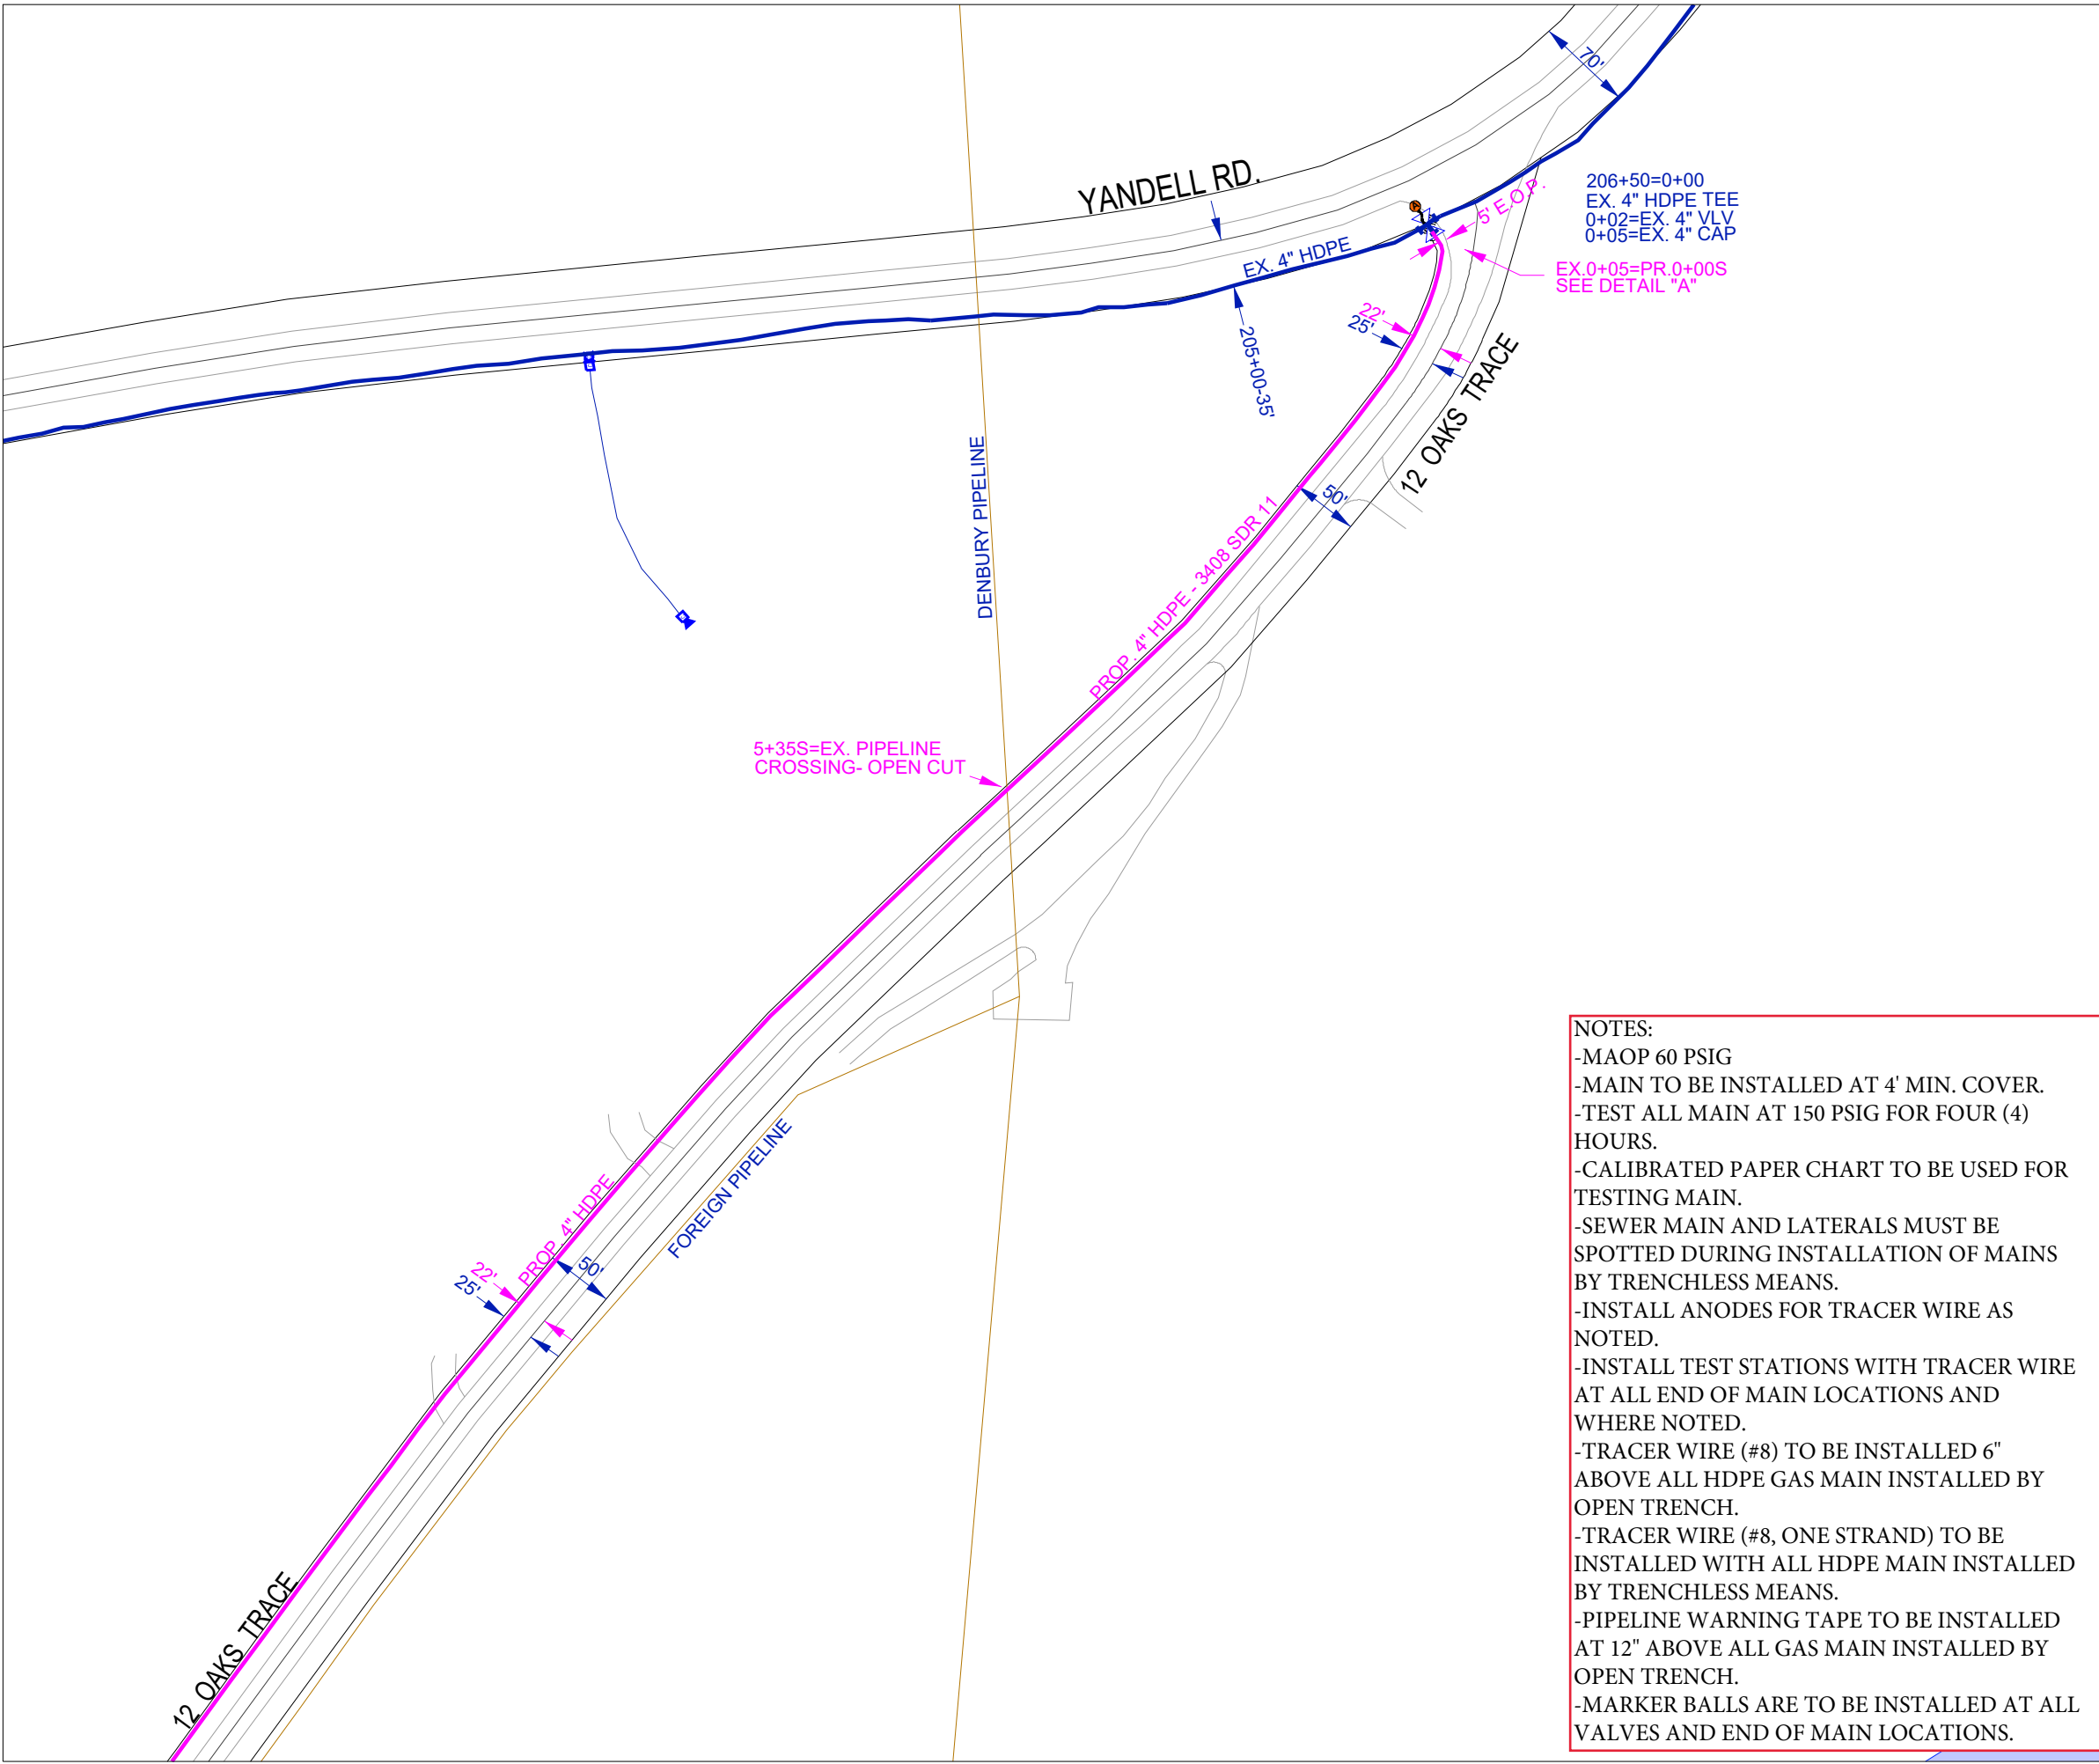 70'
YANDELL RD.
206+50=0+00
EX. 4" HDPE TEE
0+02=EX. 4" VLV
0+05=EX. 4" CAP
5' E.O.P.
EX. 4" HDPE
EX.0+05=PR.0+00S
SEE DETAIL "A"
22'
25'
205+00-35'
12 OAKS TRACE
DENBURY PIPELINE
50'
PROP. 4" HDPE - 3408 SDR 11
5+35S=EX. PIPELINE
CROSSING- OPEN CUT
FOREIGN PIPELINE
PROP. 4" HDPE
50'
22'
25'
12 OAKS TRACE
NOTES:
-MAOP 60 PSIG
-MAIN TO BE INSTALLED AT 4' MIN. COVER.
-TEST ALL MAIN AT 150 PSIG FOR FOUR (4)
HOURS.
-CALIBRATED PAPER CHART TO BE USED FOR
TESTING MAIN.
-SEWER MAIN AND LATERALS MUST BE
SPOTTED DURING INSTALLATION OF MAINS
BY TRENCHLESS MEANS.
-INSTALL ANODES FOR TRACER WIRE AS
NOTED.
-INSTALL TEST STATIONS WITH TRACER WIRE
AT ALL END OF MAIN LOCATIONS AND
WHERE NOTED.
-TRACER WIRE (#8) TO BE INSTALLED 6"
ABOVE ALL HDPE GAS MAIN INSTALLED BY
OPEN TRENCH.
-TRACER WIRE (#8, ONE STRAND) TO BE
INSTALLED WITH ALL HDPE MAIN INSTALLED
BY TRENCHLESS MEANS.
-PIPELINE WARNING TAPE TO BE INSTALLED
AT 12" ABOVE ALL GAS MAIN INSTALLED BY
OPEN TRENCH.
-MARKER BALLS ARE TO BE INSTALLED AT ALL
VALVES AND END OF MAIN LOCATIONS.